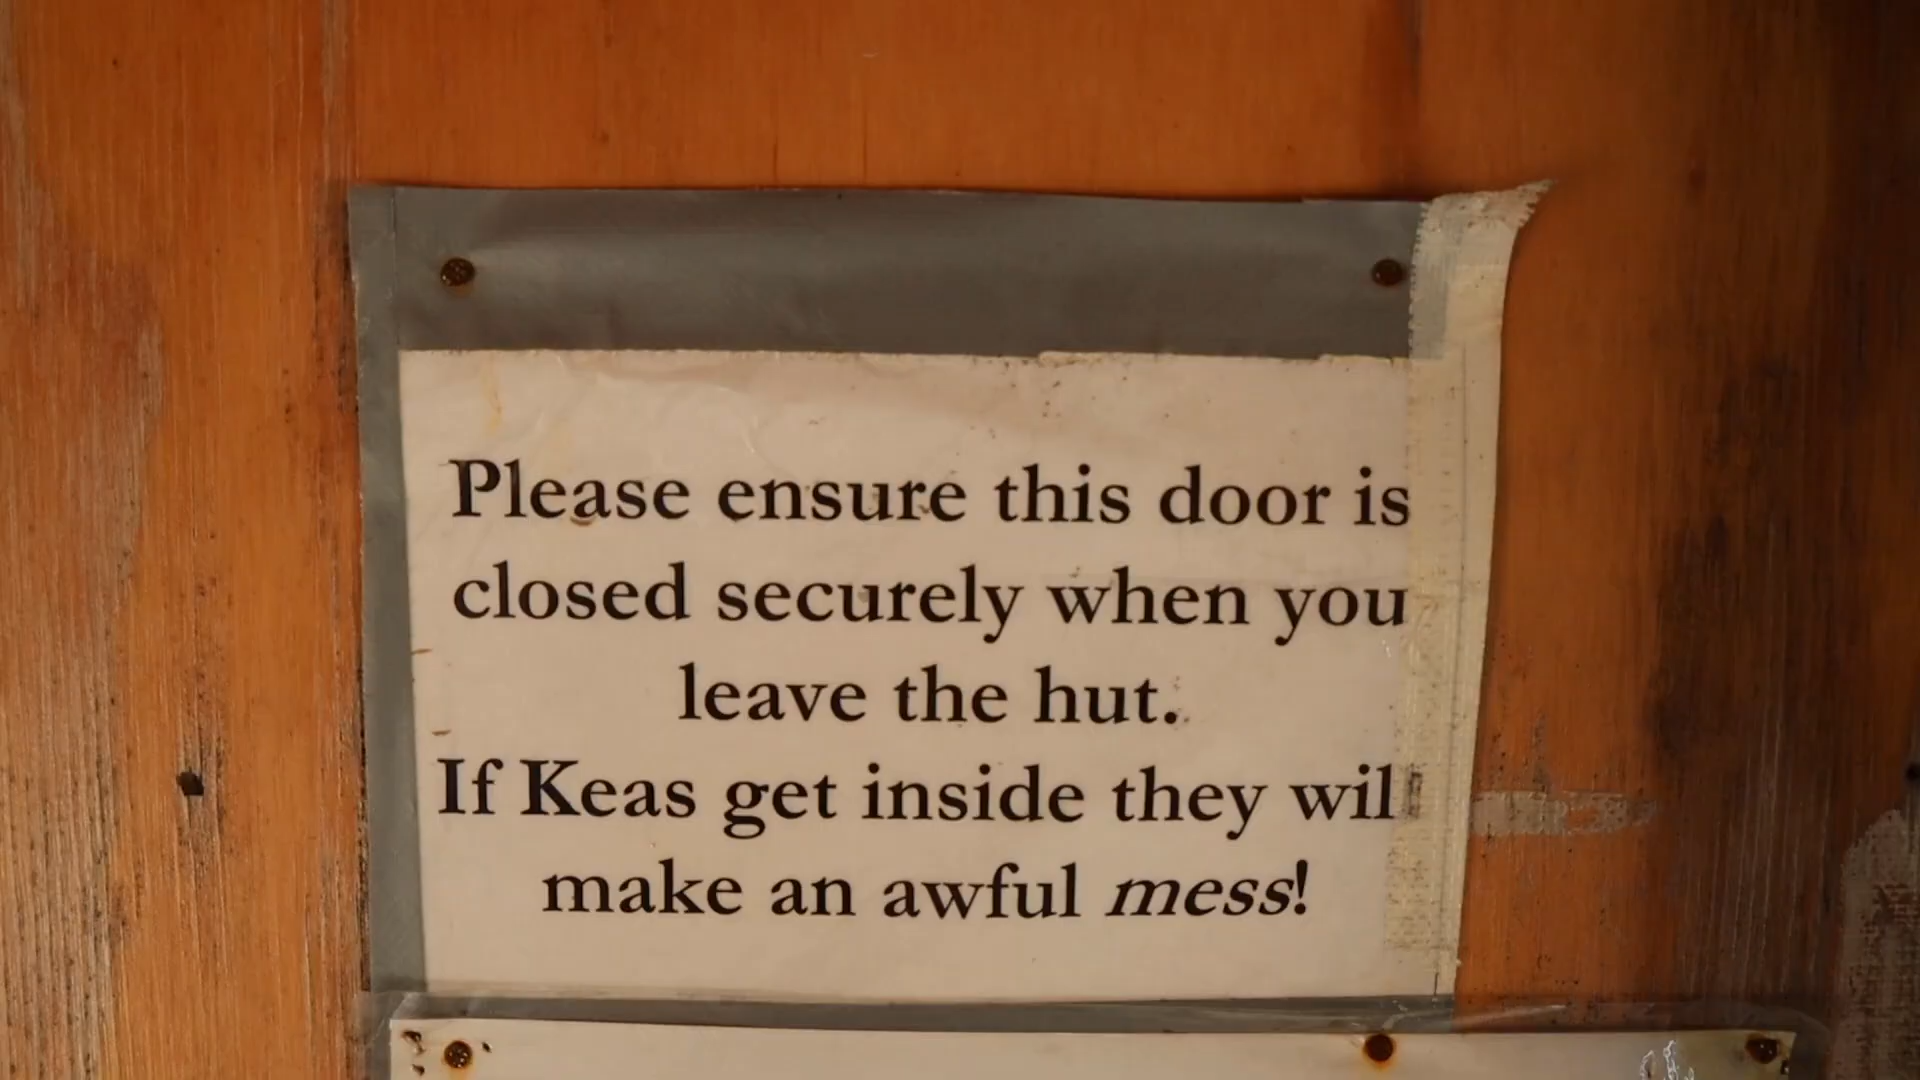 Please ensure this door is
closed securely when you
leave the hut.
If Keas get inside they wil
make an awful mess!